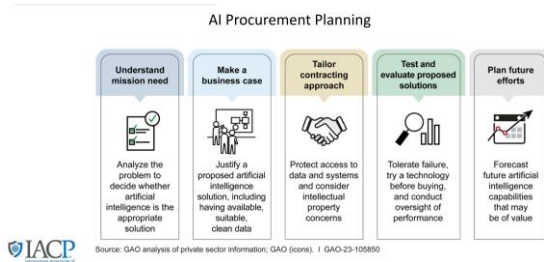 AI Procurement Planning
Understand
mission need
Analyze the
problem to
decide whether
artificial
intelligence is the
appropriate
solution
Make a
business case
Justify a
proposed artificial
intelligence
solution, including
having available,
suitable,
clean data
Tailor
contracting
approach
Protect access to
data and systems
and consider
intellectual
property
concerns
Test and
evaluate proposed
solutions
Tolerate failure,
try a technology
before buying,
and conduct
oversight of
performance
Plan future
efforts
Forecast
future artificial
intelligence
capabilities
that may
be of value
IACP
Source: GAO analysis of private sector information; GAO (icons). | GAO-23-105850